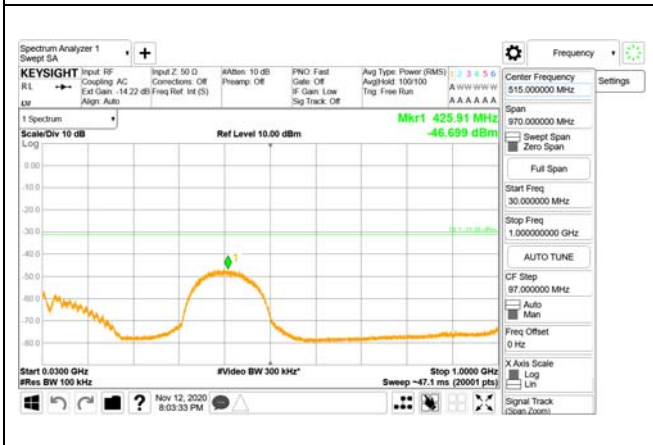 Spectrum Analyzer 1
Swept SA
+
Frequency
KEYSIGHT Input: RF Input Z: 50 Ω #Atten: 10 dB PNO: Fast Avg Type: Power (RMS) 1 2 3 4 5 6
RL Coupling: AC Corrections: Off Preamp: Off Gate: Off Avg|Hold: 100/100 A W W W W W
Ext Gain: -14.22 dB Freq Ref: Int (S) IF Gain: Low Trig: Free Run A A A A A A
Align: Auto Sig Track: Off
1 Spectrum
Mkr1 425.91 MHz
Scale/Div 10 dB Ref Level 10.00 dBm -46.699 dBm
Log
0.00
-10.0
-20.0
-30.0
-40.0
1
-50.0
-60.0
-70.0
-80.0
Start 0.0300 GHz #Video BW 300 kHz* Stop 1.0000 GHz
#Res BW 100 kHz Sweep ~47.1 ms (20001 pts)
Nov 12, 2020
8:03:33 PM
?
Center Frequency
515.000000 MHz
Settings
Span
970.000000 MHz
Swept Span
Zero Span
Full Span
Start Freq
30.000000 MHz
Stop Freq
1.000000000 GHz
AUTO TUNE
CF Step
97.000000 MHz
Auto
Man
Freq Offset
0 Hz
X Axis Scale
Log
Lin
Signal Track
(Span Zoom)